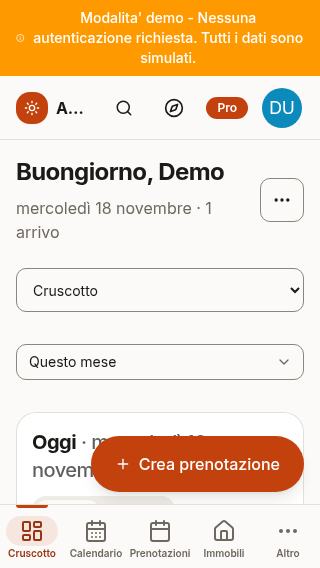 Modalita' demo - Nessuna
autenticazione richiesta. Tutti i dati sono
simulati.
A...
Pro
DU
Buongiorno, Demo
mercoledì 18 novembre · 1
arrivo
Cruscotto
Questo mese
Oggi
novem
+ Crea prenotazione
Cruscotto
Calendario
Prenotazioni
Immobili
Altro